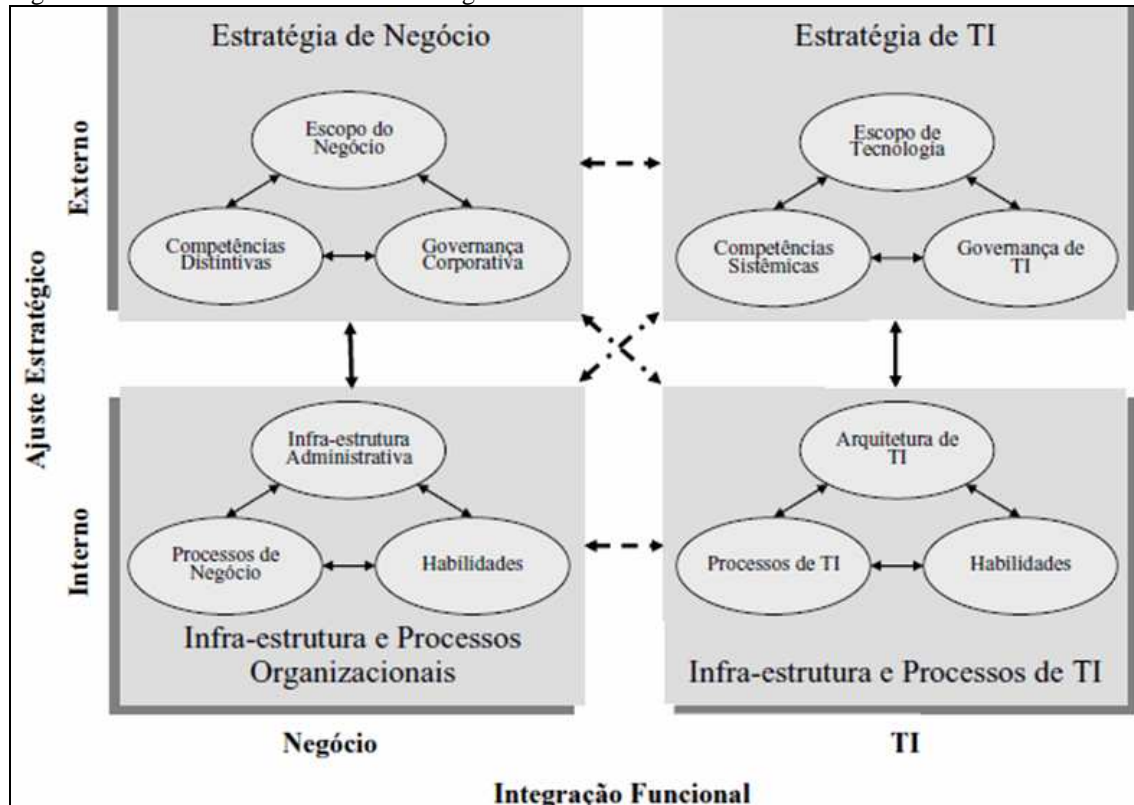 Estratégia de Negócio
Estratégia de TI
Externo
Escopo do
Negócio
Competências
Distintivas
Governança
Corporativa
Escopo de
Tecnologia
Competências
Sistêmicas
Governança de
TI
Ajuste Estratégico
Interno
Infra-estrutura
Administrativa
Processos de
Negócio
Habilidades
Infra-estrutura e Processos
Organizacionais
Arquitetura de
TI
Processos de TI
Habilidades
Infra-estrutura e Processos de TI
Negócio
TI
Integração Funcional